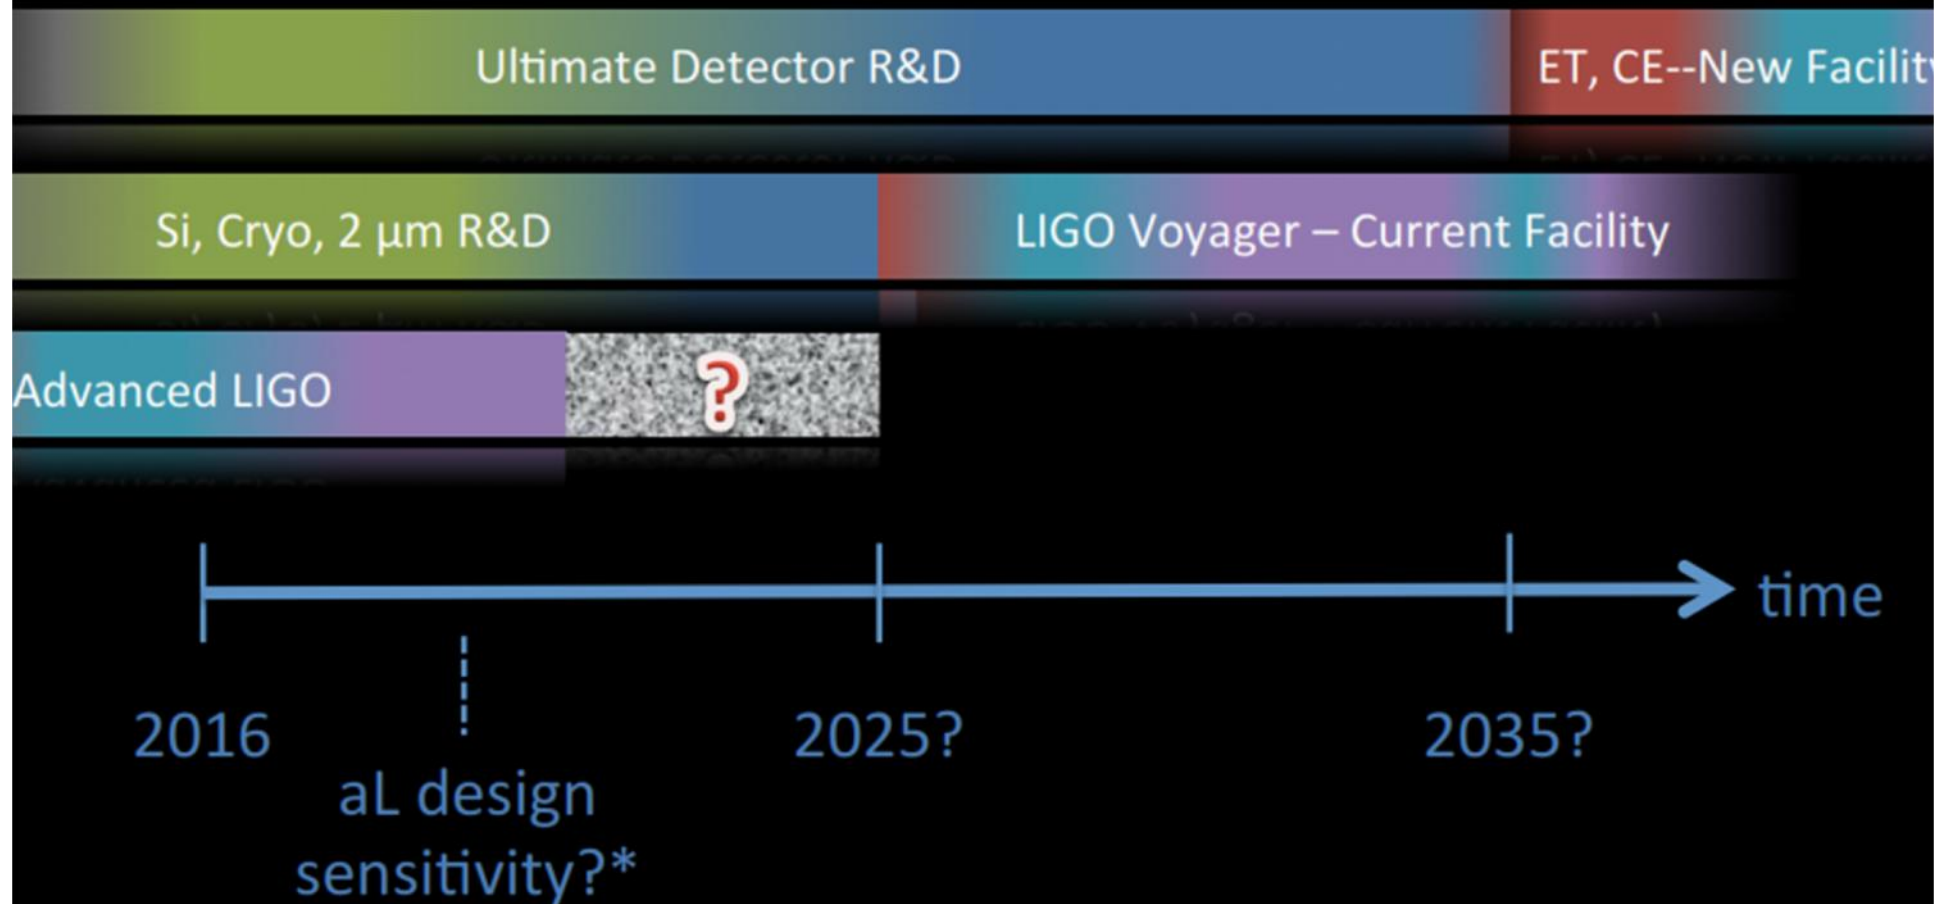 Ultimate Detector R&D
ET, CE--New Facility
Si, Cryo, 2 µm R&D
LIGO Voyager – Current Facility
Advanced LIGO
?
time
2016
2025?
2035?
aL design
sensitivity?*